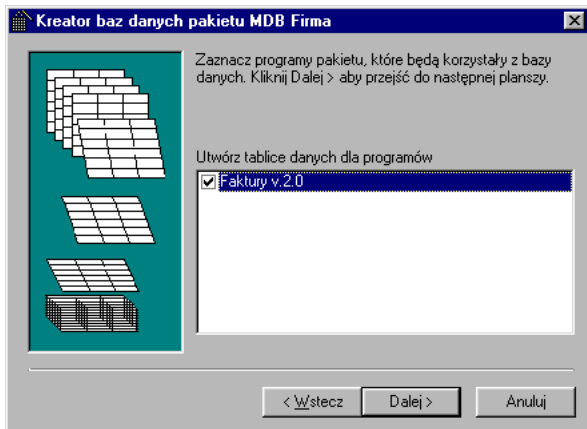 Kreator baz danych pakietu MDB Firma
Zaznacz programy pakietu, które będą korzystały z bazy
danych. Kliknij Dalej > aby przejść do następnej planszy.
Utwórz tablice danych dla programów
Faktury v.2.0
< Wstecz Dalej > Anuluj